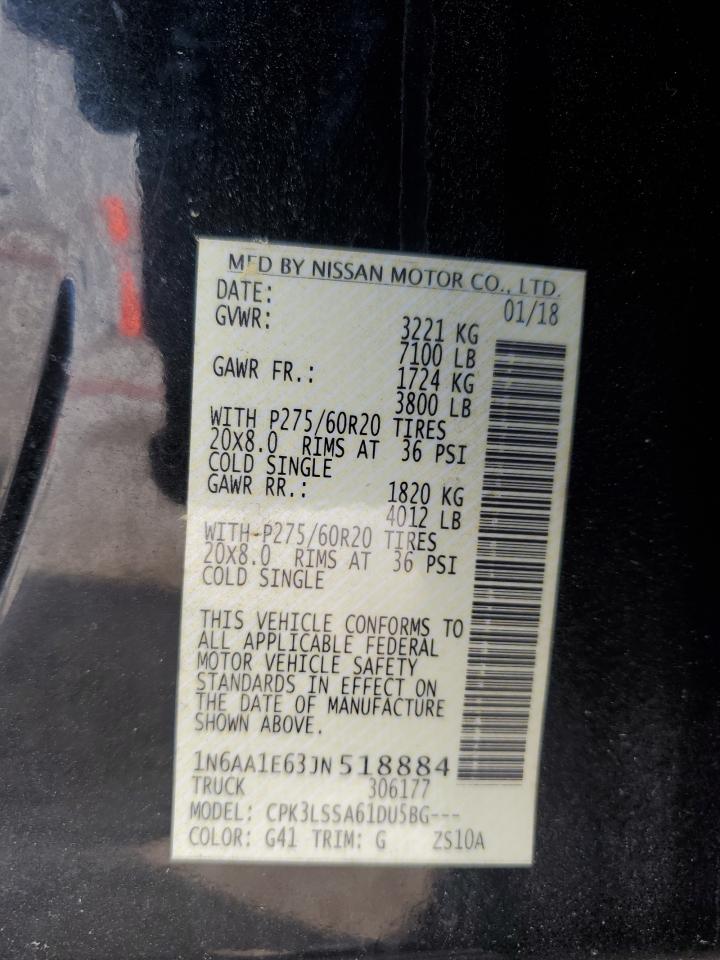 MFD BY NISSAN MOTOR CO., LTD.
DATE: 01/18
GVWR: 3221 KG
7100 LB
GAWR FR.: 1724 KG
3800 LB
WITH P275/60R20 TIRES
20X8.0 RIMS AT 36 PSI
COLD SINGLE
GAWR RR.: 1820 KG
4012 LB
WITH P275/60R20 TIRES
20X8.0 RIMS AT 36 PSI
COLD SINGLE
THIS VEHICLE CONFORMS TO
ALL APPLICABLE FEDERAL
MOTOR VEHICLE SAFETY
STANDARDS IN EFFECT ON
THE DATE OF MANUFACTURE
SHOWN ABOVE.
1N6AA1E63JN518884
TRUCK 306177
MODEL: CPK3LSSA61DU5BG---
COLOR: G41 TRIM: G ZS10A